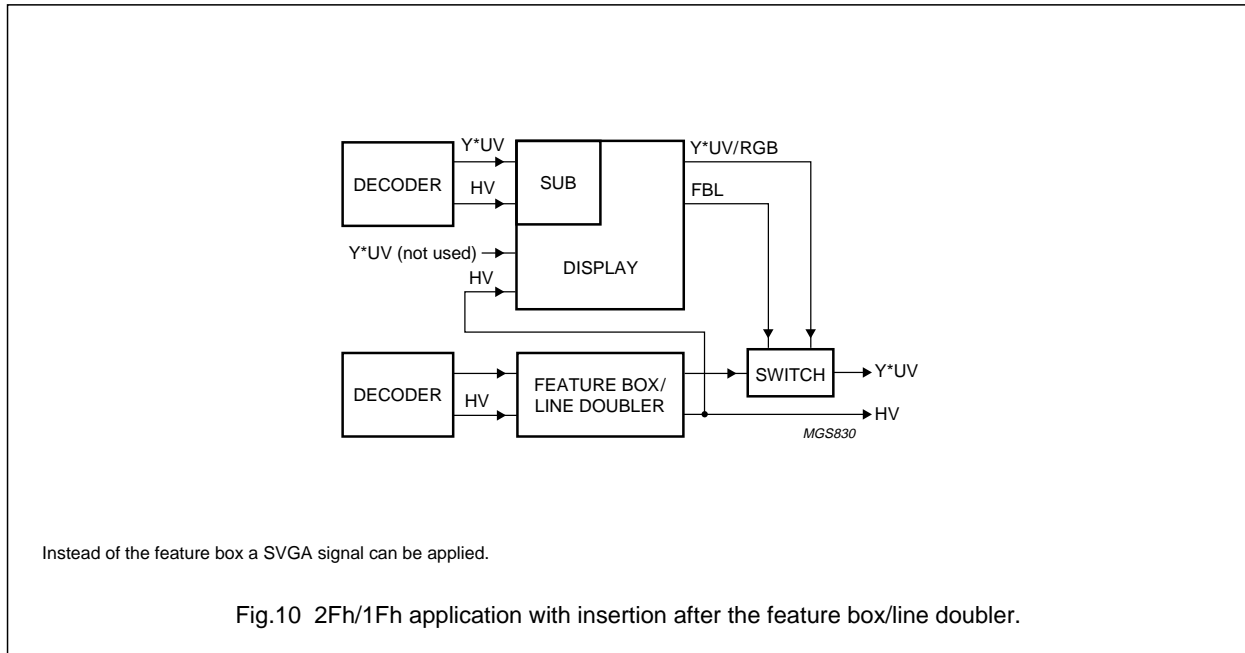 Y*UV
Y*UV/RGB
DECODER
SUB
HV
FBL
Y*UV (not used)
DISPLAY
HV
DECODER
HV
FEATURE BOX/
LINE DOUBLER
SWITCH
Y*UV
HV
MGS830
Instead of the feature box a SVGA signal can be applied.
Fig.10 2Fh/1Fh application with insertion after the feature box/line doubler.